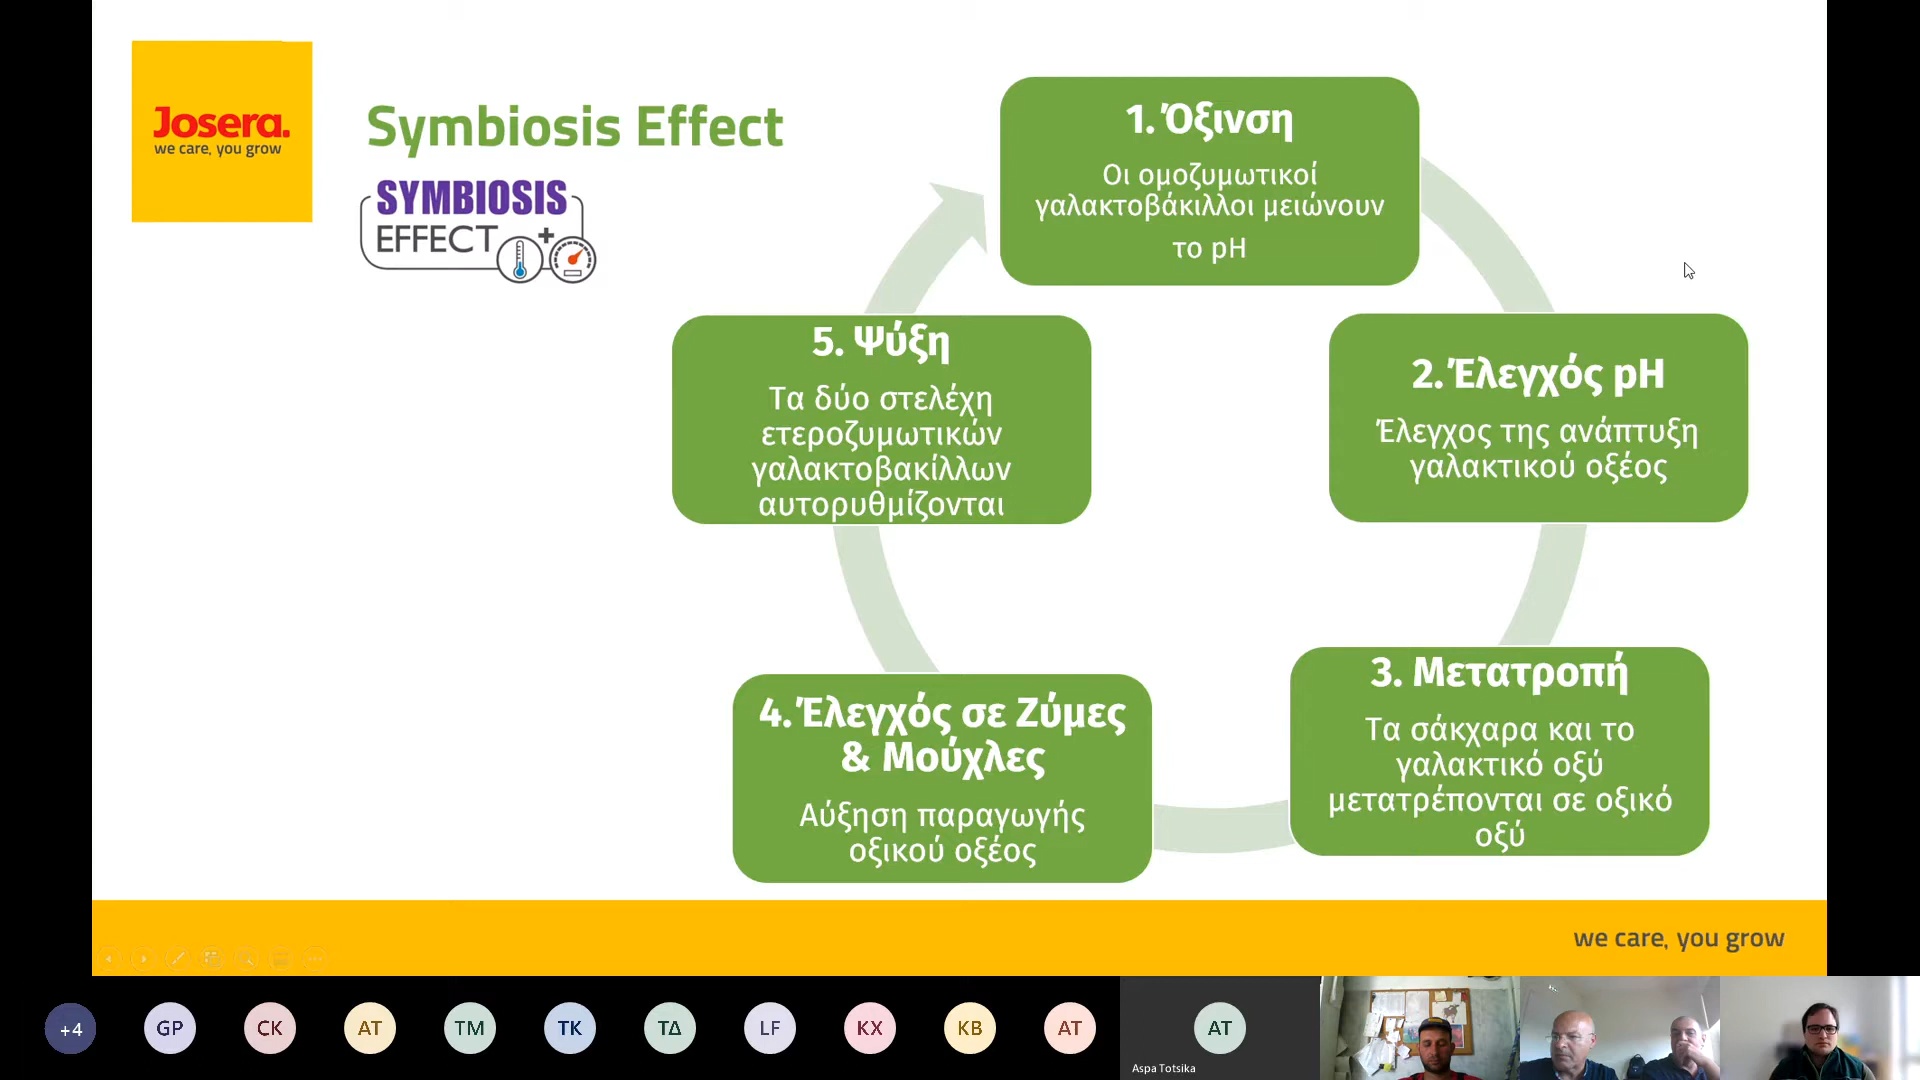 Josera.
we care, you grow
Symbiosis Effect
SYMBIOSIS
EFFECT
+
1. Όξινση
Οι ομοζυμωτικοί
γαλακτοβάκιλλοι μειώνουν
το pH
2. Έλεγχός pH
Έλεγχος της ανάπτυξη
γαλακτικού οξέος
3. Μετατροπή
Τα σάκχαρα και το
γαλακτικό οξύ
μετατρέπονται σε οξικό
οξύ
4. Έλεγχός σε Ζύμες
& Μούχλες
Αύξηση παραγωγής
οξικού οξέος
5. Ψύξη
Τα δύο στελέχη
ετεροζυμωτικών
γαλακτοβακίλλων
αυτορυθμίζονται
we care, you grow
+4
GP
CK
AT
TM
TK
ΤΔ
LF
KX
KB
AT
AT
Aspa Totsika